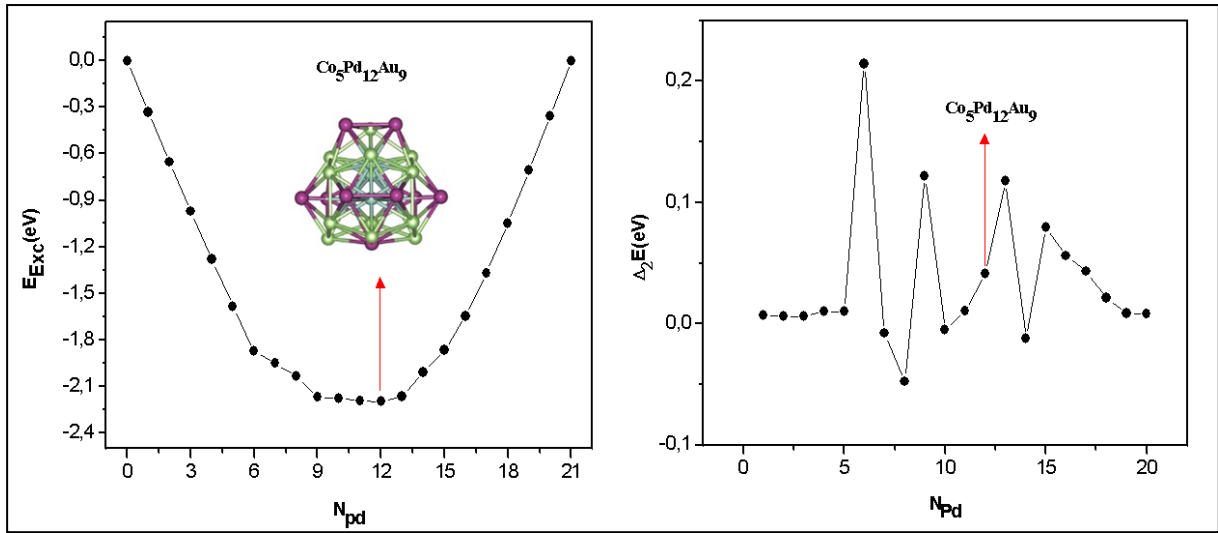 Co5Pd12Au9
0,0
-0,3
-0,6
-0,9
-1,2
-1,5
-1,8
-2,1
-2,4
EExc(eV)
0 3 6 9 12 15 18 21
Npd
Co5Pd12Au9
0,2
0,1
0,0
-0,1
Δ2E(eV)
0 5 10 15 20
NPd